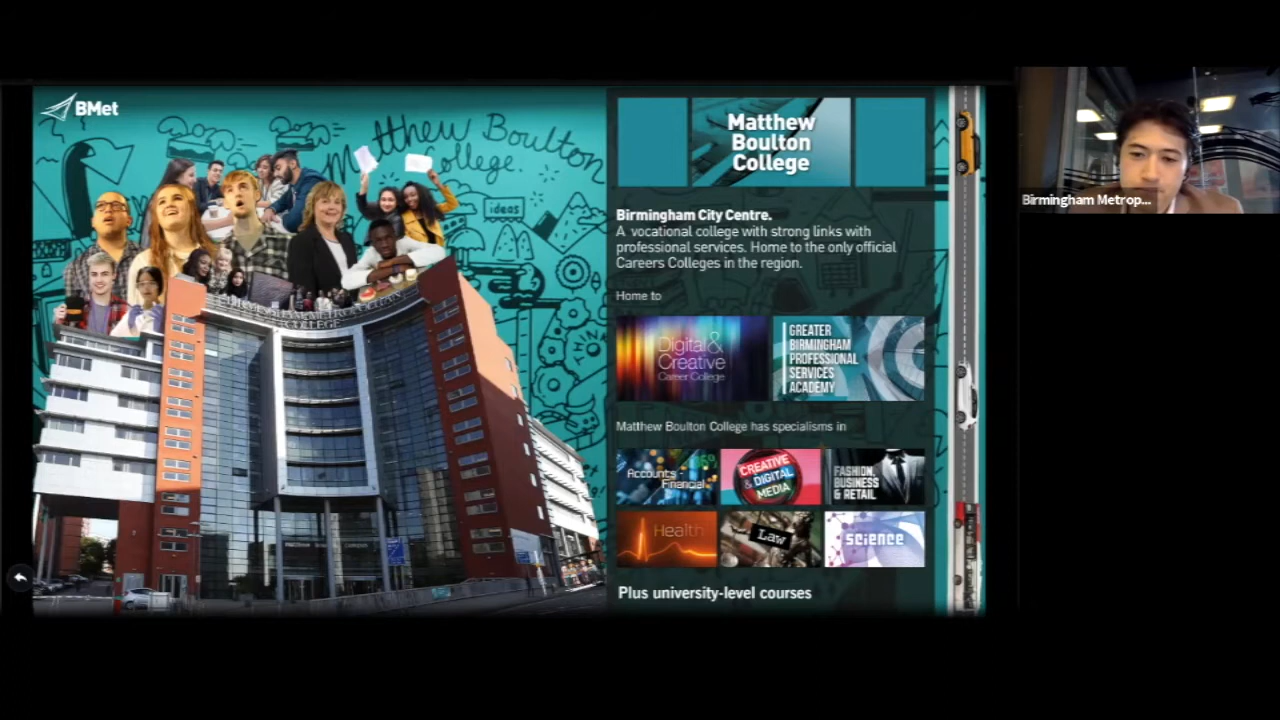 BMet
Matthew Boulton
College.
ideas
BIRMINGHAM METROPOLITAN
COLLEGE
Matthew
Boulton
College
Birmingham City Centre.
A vocational college with strong links with
professional services. Home to the only official
Careers Colleges in the region.
Home to
Digital &
Creative
Career College
GREATER
BIRMINGHAM
PROFESSIONAL
SERVICES
ACADEMY
Matthew Boulton College has specialisms in
Accounts -
Financial
CREATIVE
& DIGITAL
MEDIA
FASHION,
BUSINESS
& RETAIL
Health
Law
science
Plus university-level courses
Birmingham Metrop...